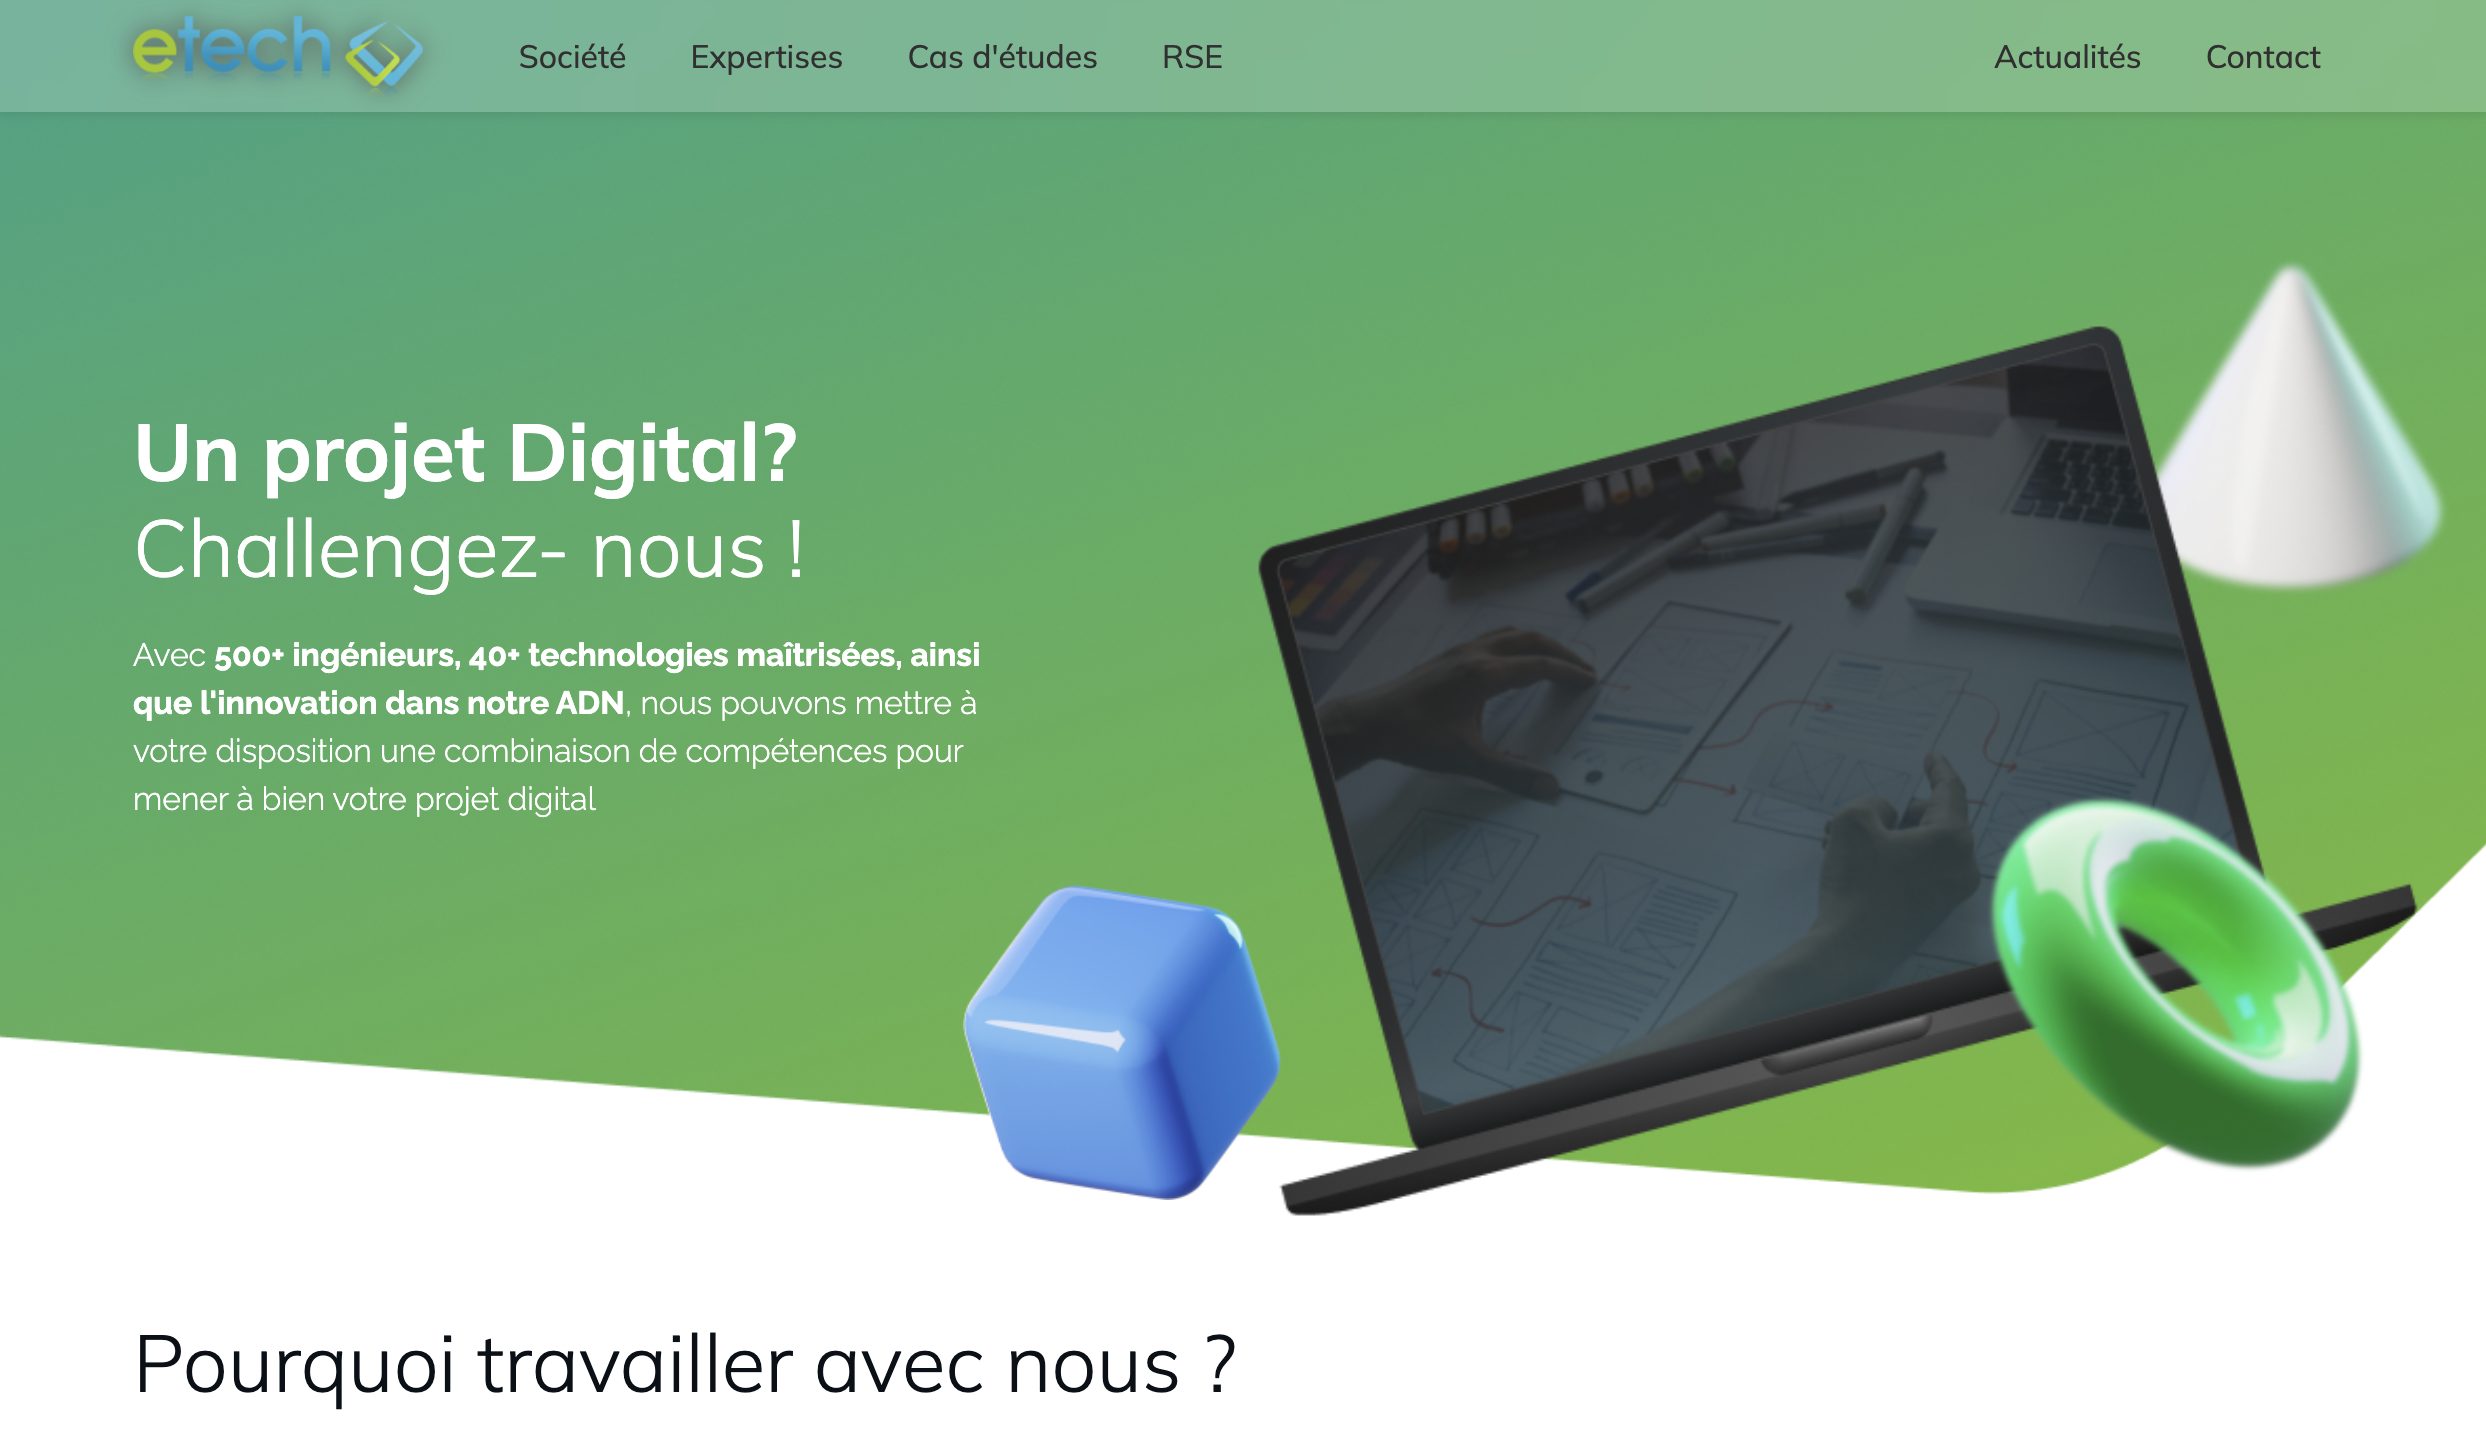 etech
Société
Expertises
Cas d'études
RSE
Actualités
Contact
Un projet Digital?
Challengez- nous !
Avec 500+ ingénieurs, 40+ technologies maîtrisées, ainsi
que l'innovation dans notre ADN, nous pouvons mettre à
votre disposition une combinaison de compétences pour
mener à bien votre projet digital
Pourquoi travailler avec nous ?